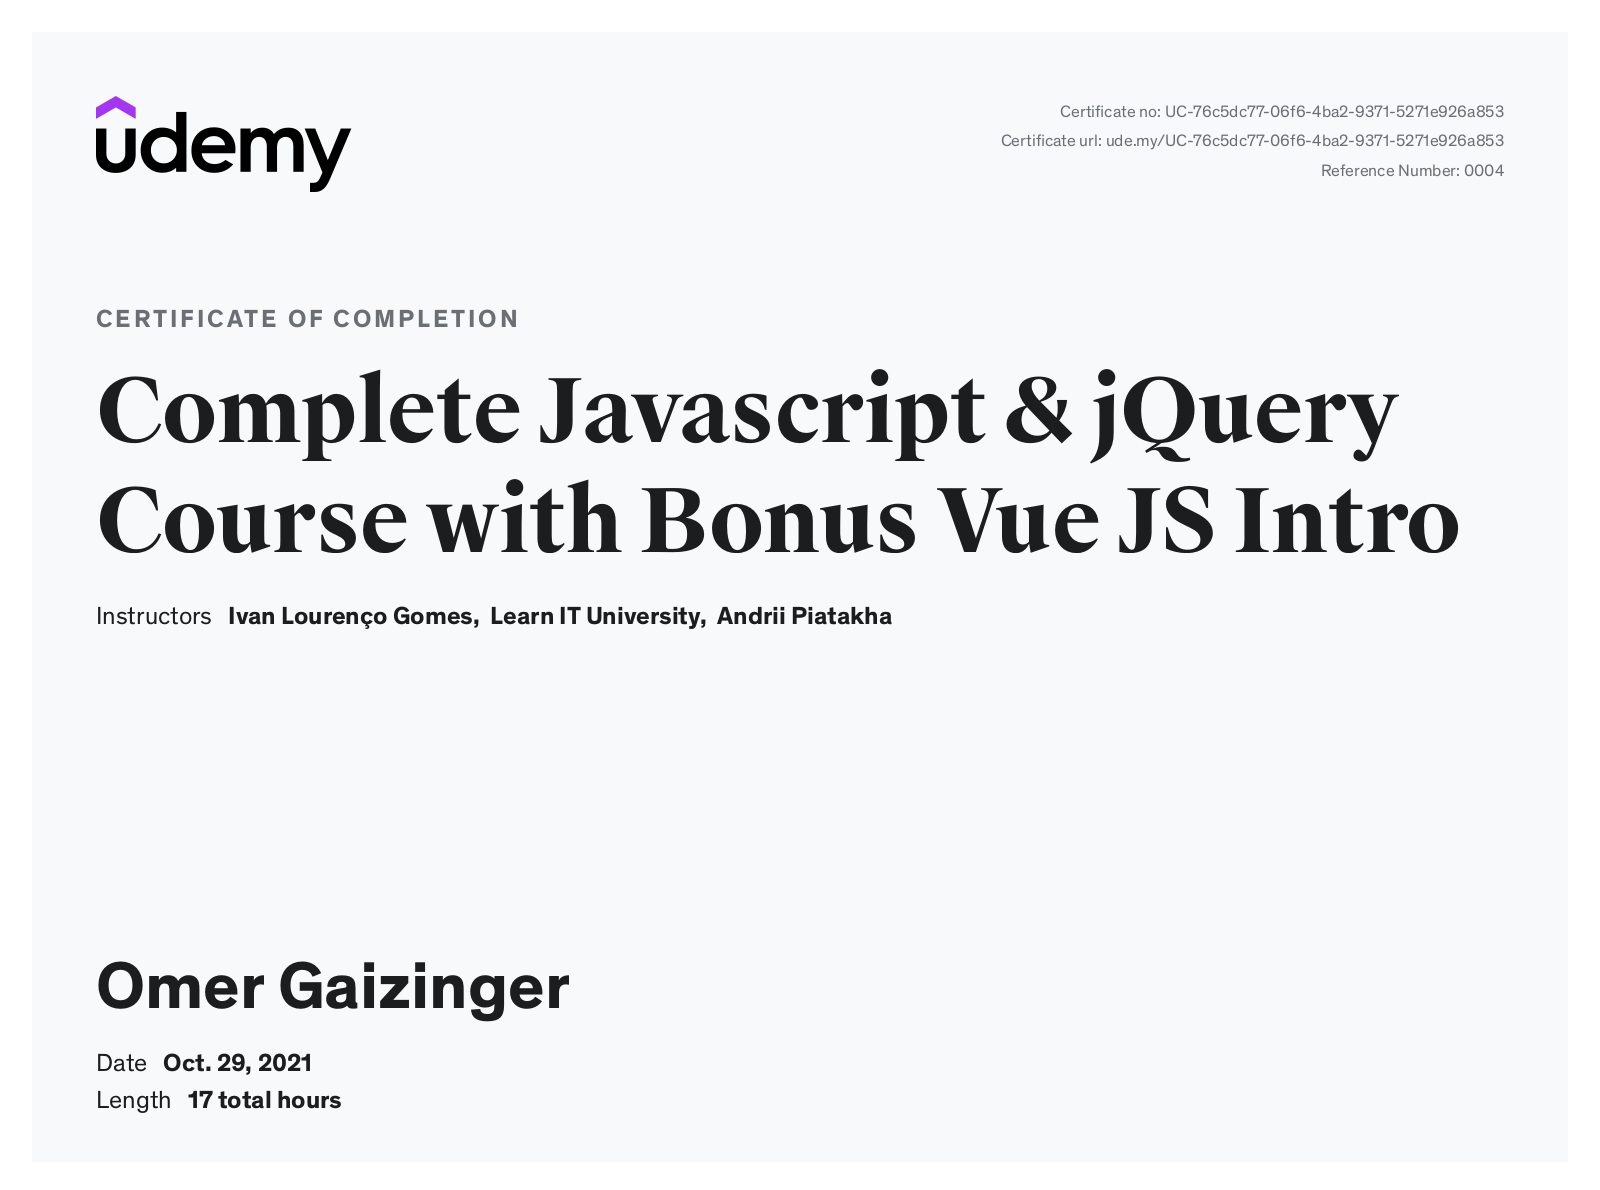 udemy
Certificate no: UC-76c5dc77-06f6-4ba2-9371-5271e926a853
Certificate url: ude.my/UC-76c5dc77-06f6-4ba2-9371-5271e926a853
Reference Number: 0004
CERTIFICATE OF COMPLETION
Complete Javascript & jQuery
Course with Bonus Vue JS Intro
Instructors Ivan Lourenço Gomes, Learn IT University, Andrii Piatakha
Omer Gaizinger
Date Oct. 29, 2021
Length 17 total hours